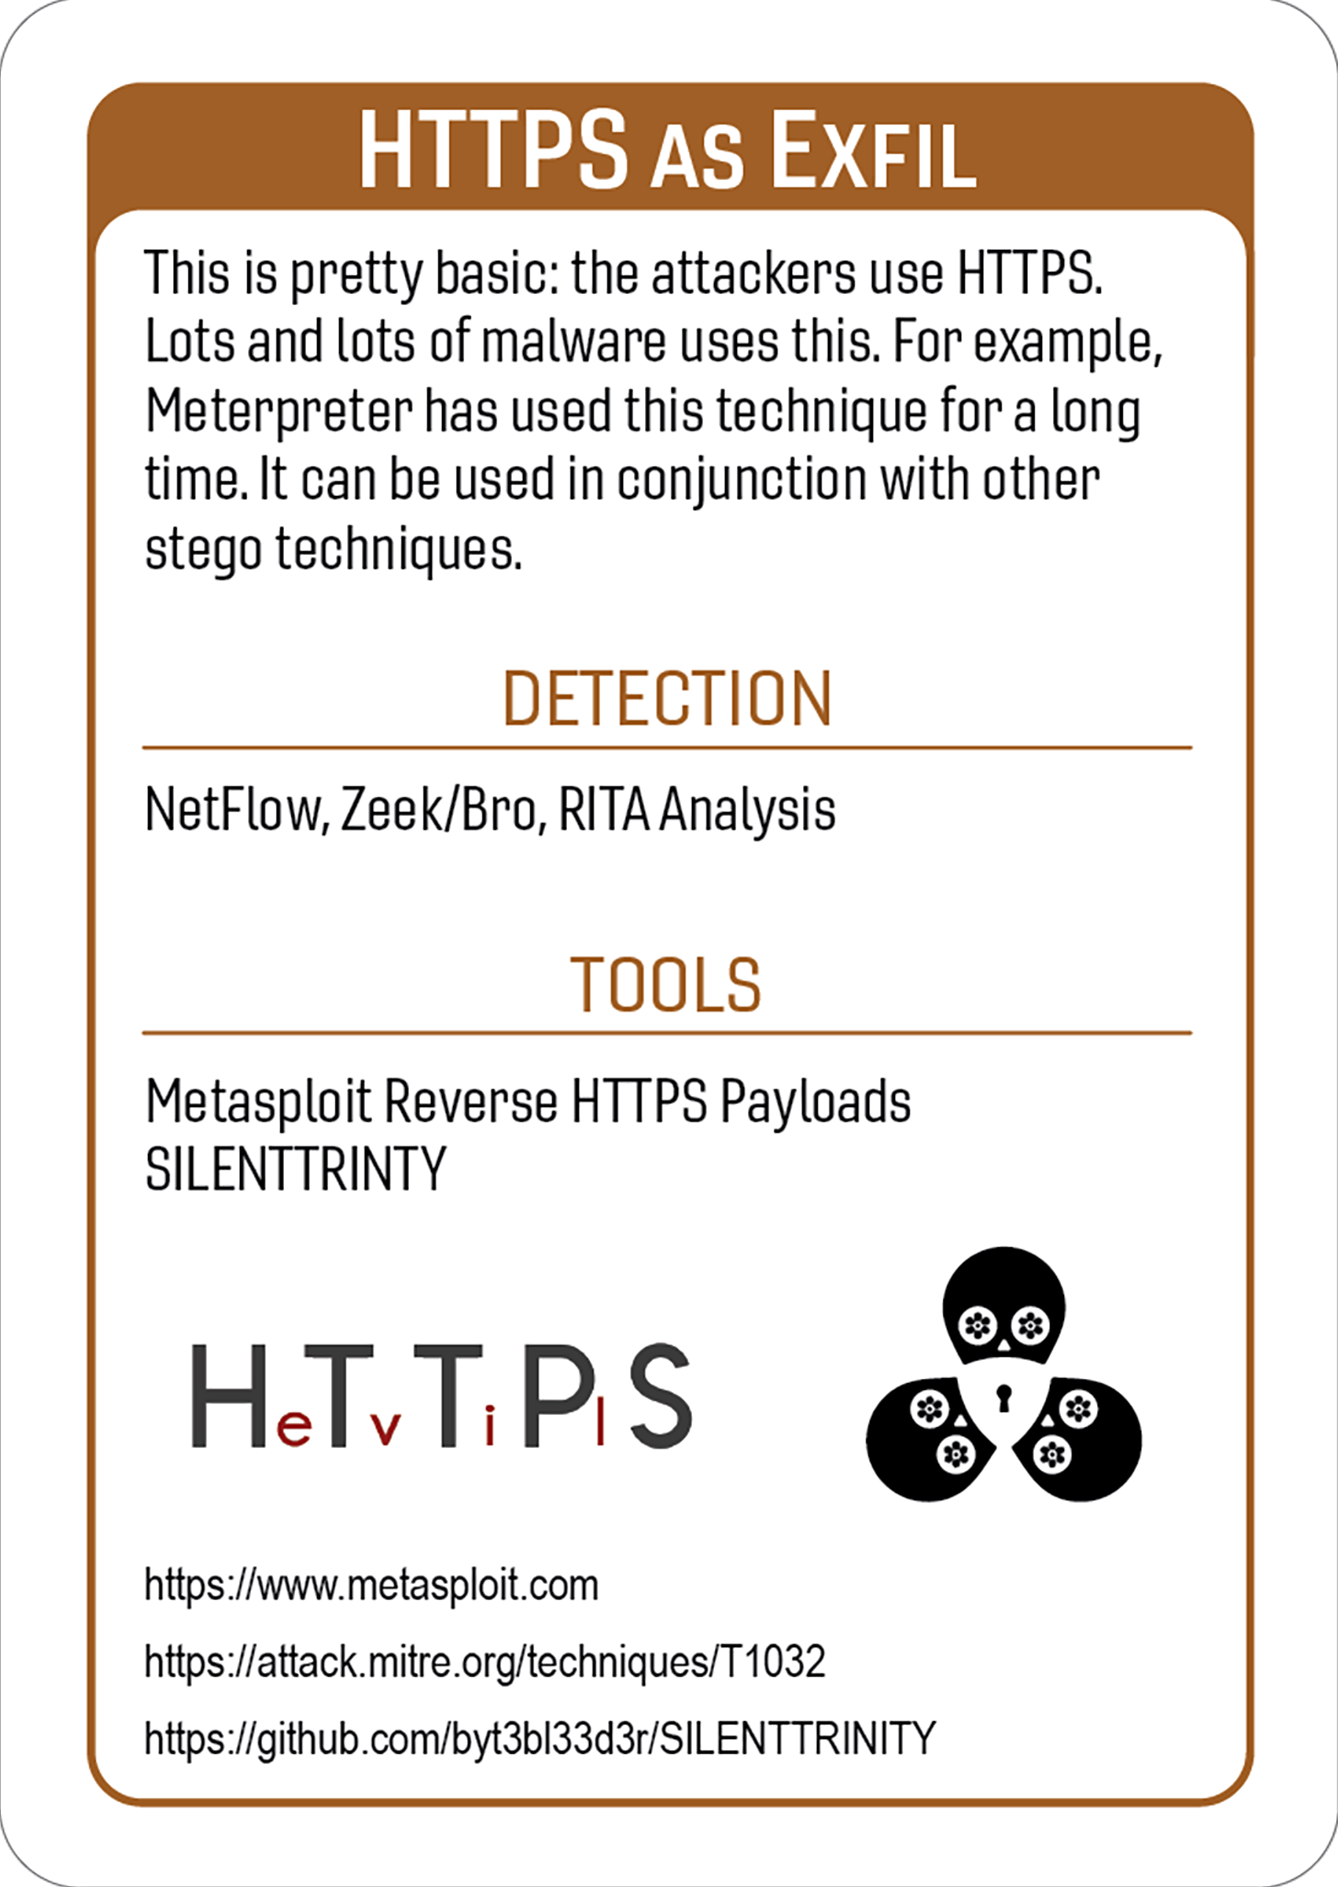 HTTPS AS EXFIL
This is pretty basic: the attackers use HTTPS.
Lots and lots of malware uses this. For example,
Meterpreter has used this technique for a long
time. It can be used in conjunction with other
stego techniques.
DETECTION
NetFlow, Zeek/Bro, RITA Analysis
TOOLS
Metasploit Reverse HTTPS Payloads
SILENTTRINTY
HeTvTiPlS
https://www.metasploit.com
https://attack.mitre.org/techniques/T1032
https://github.com/byt3bl33d3r/SILENTTRINITY